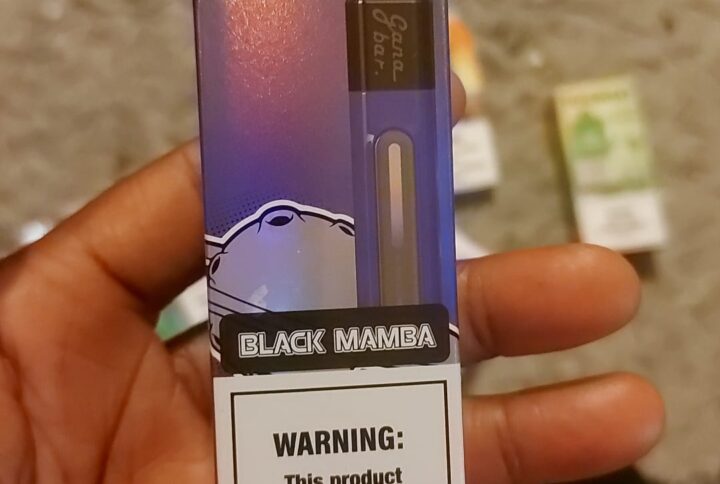 Gana
bar.
BLACK MAMBA
WARNING:
This product